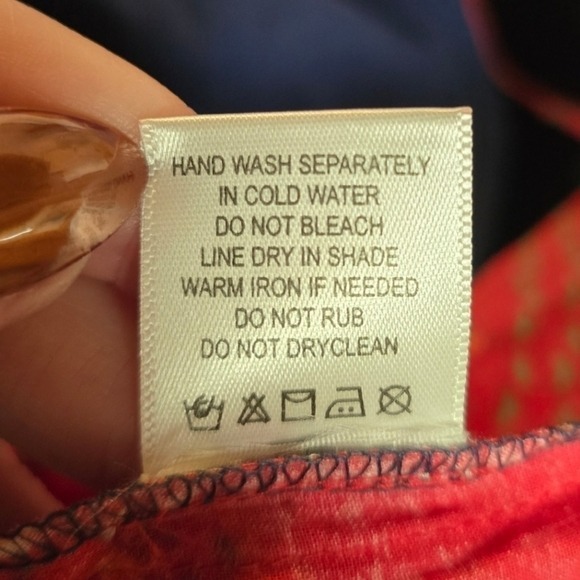 HAND WASH SEPARATELY
IN COLD WATER
DO NOT BLEACH
LINE DRY IN SHADE
WARM IRON IF NEEDED
DO NOT RUB
DO NOT DRYCLEAN